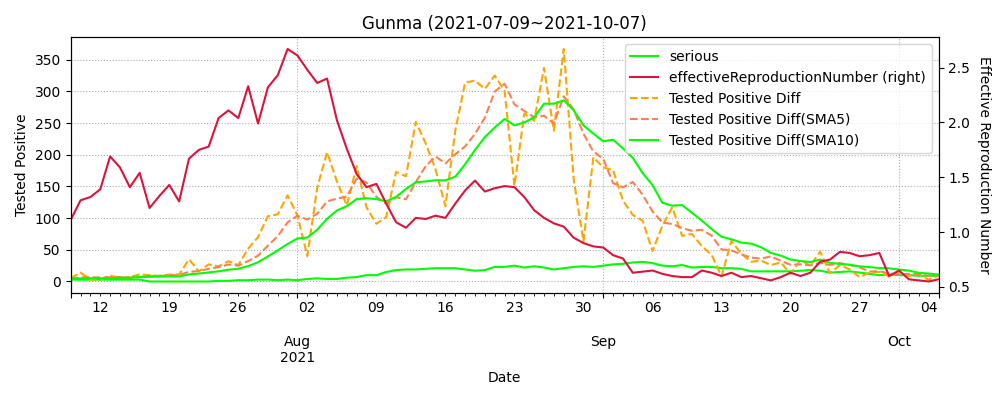 Gunma (2021-07-09~2021-10-07)
serious
effectiveReproductionNumber (right)
Tested Positive Diff
Tested Positive Diff(SMA5)
Tested Positive Diff(SMA10)
Tested Positive
350
300
250
200
150
100
50
0
Effective Reproduction Number
2.5
2.0
1.5
1.0
0.5
12 19 26 02 09 16 23 30 06 13 20 27 04
Aug Sep Oct
2021
Date